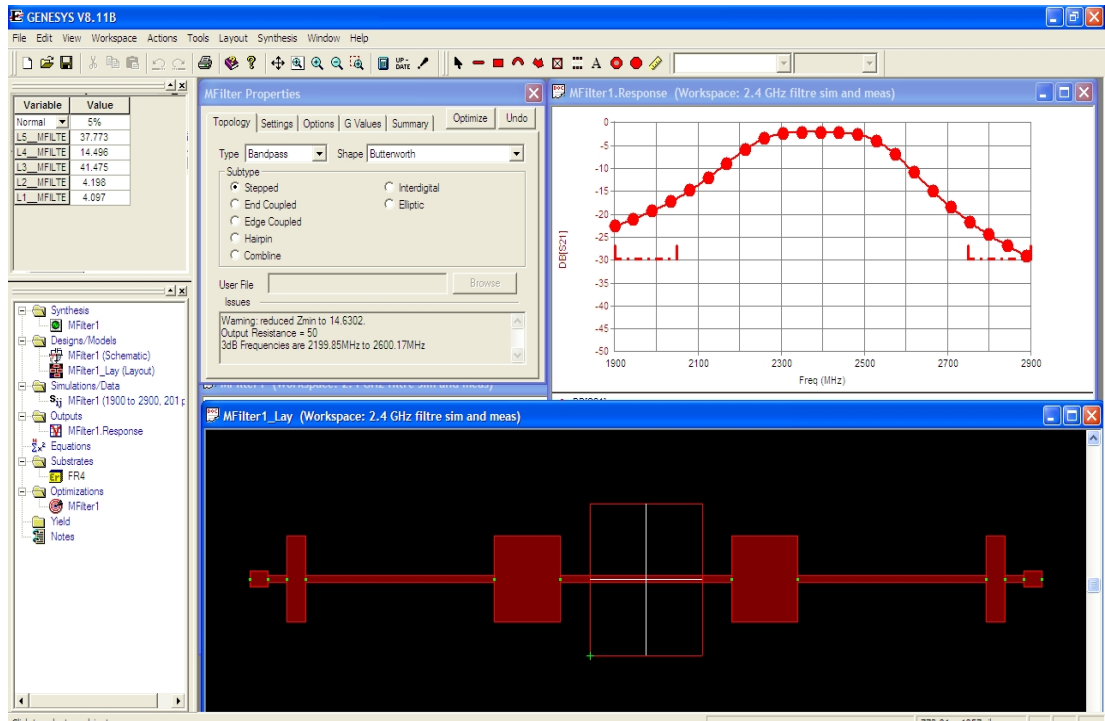 GENESYS V8.11B
File Edit View Workspace Actions Tools Layout Synthesis Window Help
UP-
DATE
A
Variable Value
Normal 5%
L5__MFILTE 37.773
L4__MFILTE 14.496
L3__MFILTE 41.475
L2__MFILTE 4.198
L1__MFILTE 4.097
Synthesis
MFilter1
Designs/Models
MFilter1 (Schematic)
MFilter1_Lay (Layout)
Simulations/Data
Sij MFilter1 (1900 to 2900, 201 p
Outputs
MFilter1.Response
Σx² Equations
Substrates
Er FR4
Optimizations
MFilter1
Yield
Notes
MFilter Properties
Topology Settings Options G Values Summary Optimize Undo
Type Bandpass Shape Butterworth
Subtype
Stepped Interdigital
End Coupled Elliptic
Edge Coupled
Hairpin
Combline
User File Browse
Issues
Warning: reduced Zmin to 14.6302.
Output Resistance = 50
3dB Frequencies are 2199.85MHz to 2600.17MHz
MFilter1.Response (Workspace: 2.4 GHz filtre sim and meas)
0
-5
-10
-15
-20
-25
-30
-35
-40
-45
-50
DB[S21]
1900 2100 2300 2500 2700 2900
Freq (MHz)
MFilter1_Lay (Workspace: 2.4 GHz filtre sim and meas)